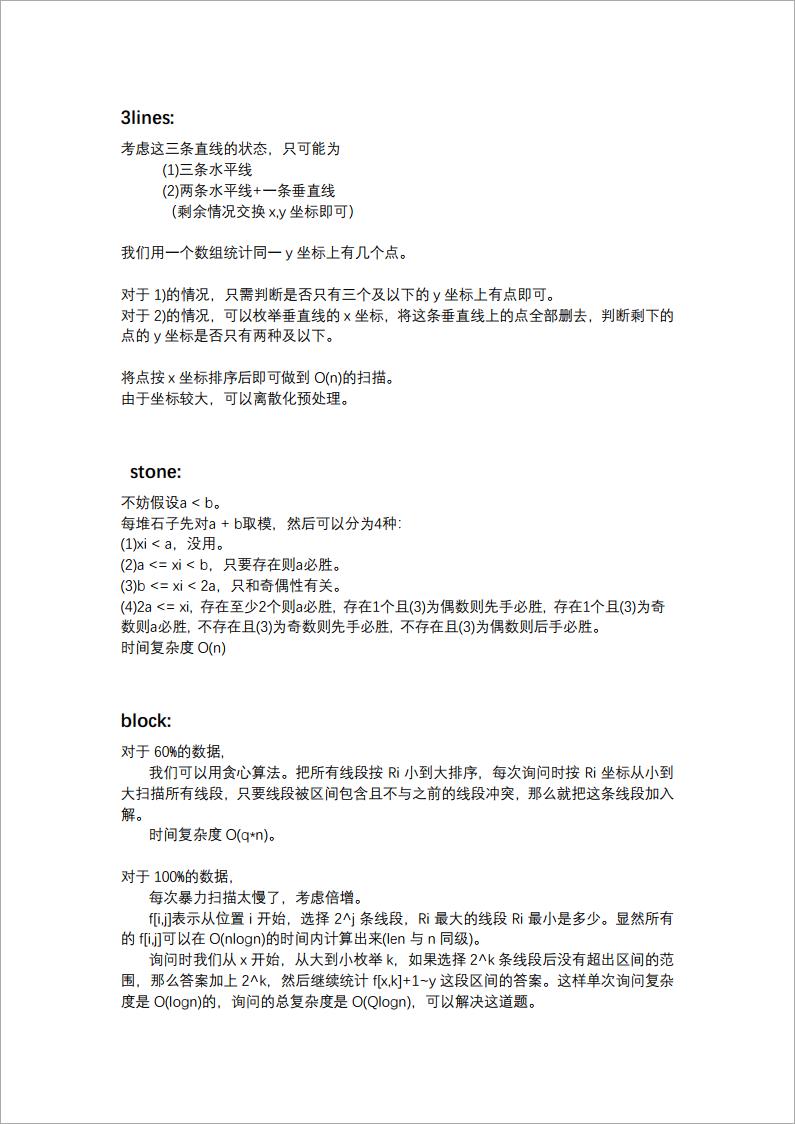 3lines:
考虑这三条直线的状态，只可能为
(1)三条水平线
(2)两条水平线+一条垂直线
（剩余情况交换 x,y 坐标即可）
我们用一个数组统计同一 y 坐标上有几个点。
对于 1)的情况，只需判断是否只有三个及以下的 y 坐标上有点即可。
对于 2)的情况，可以枚举垂直线的 x 坐标，将这条垂直线上的点全部删去，判断剩下的
点的 y 坐标是否只有两种及以下。
将点按 x 坐标排序后即可做到 O(n)的扫描。
由于坐标较大，可以离散化预处理。
stone:
不妨假设a < b。
每堆石子先对a + b取模，然后可以分为4种：
(1)xi < a，没用。
(2)a <= xi < b，只要存在则a必胜。
(3)b <= xi < 2a，只和奇偶性有关。
(4)2a <= xi, 存在至少2个则a必胜, 存在1个且(3)为偶数则先手必胜, 存在1个且(3)为奇
数则a必胜, 不存在且(3)为奇数则先手必胜, 不存在且(3)为偶数则后手必胜。
时间复杂度 O(n)
block:
对于 60%的数据,
我们可以用贪心算法。把所有线段按 Ri 小到大排序，每次询问时按 Ri 坐标从小到
大扫描所有线段，只要线段被区间包含且不与之前的线段冲突，那么就把这条线段加入
解。
时间复杂度 O(q*n)。
对于 100%的数据,
每次暴力扫描太慢了，考虑倍增。
f[i,j]表示从位置 i 开始，选择 2^j 条线段，Ri 最大的线段 Ri 最小是多少。显然所有
的 f[i,j]可以在 O(nlogn)的时间内计算出来(len 与 n 同级)。
询问时我们从 x 开始，从大到小枚举 k，如果选择 2^k 条线段后没有超出区间的范
围，那么答案加上 2^k，然后继续统计 f[x,k]+1~y 这段区间的答案。这样单次询问复杂
度是 O(logn)的，询问的总复杂度是 O(Qlogn)，可以解决这道题。